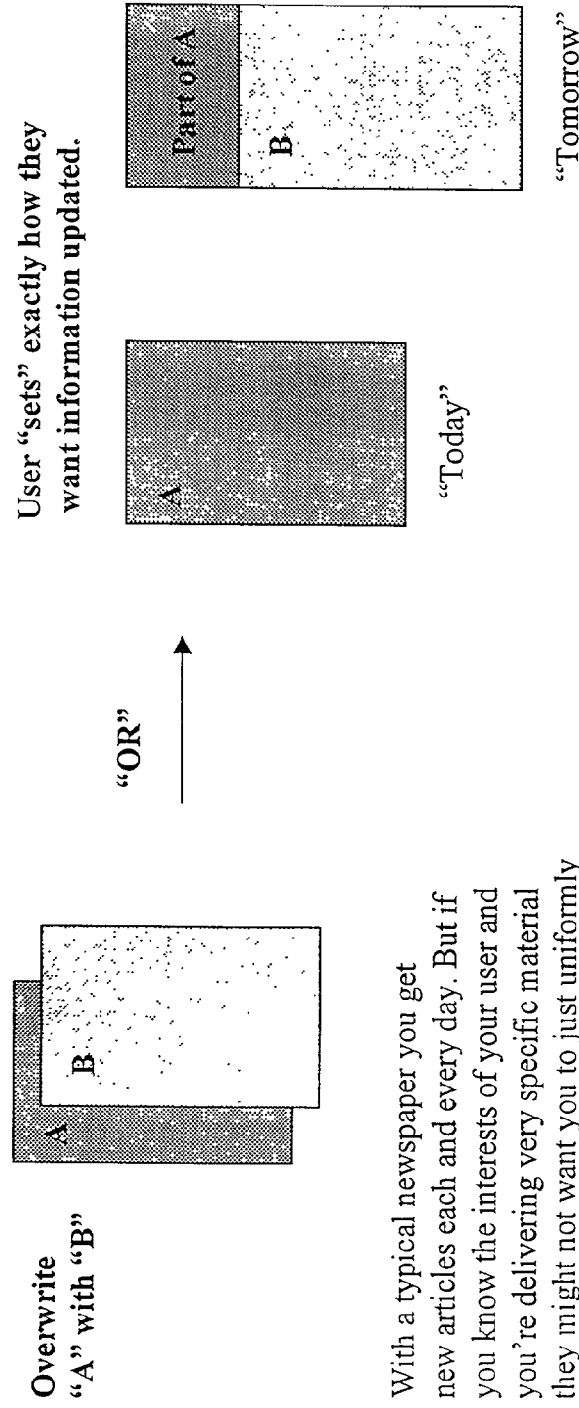 Overwrite
“A” with “B”
A
B
“OR”
User “sets” exactly how they
want information updated.
A
“Today”
Part of A
B
“Tomorrow”
With a typical newspaper you get
new articles each and every day. But if
you know the interests of your user and
you’re delivering very specific material
they might not want you to just uniformly